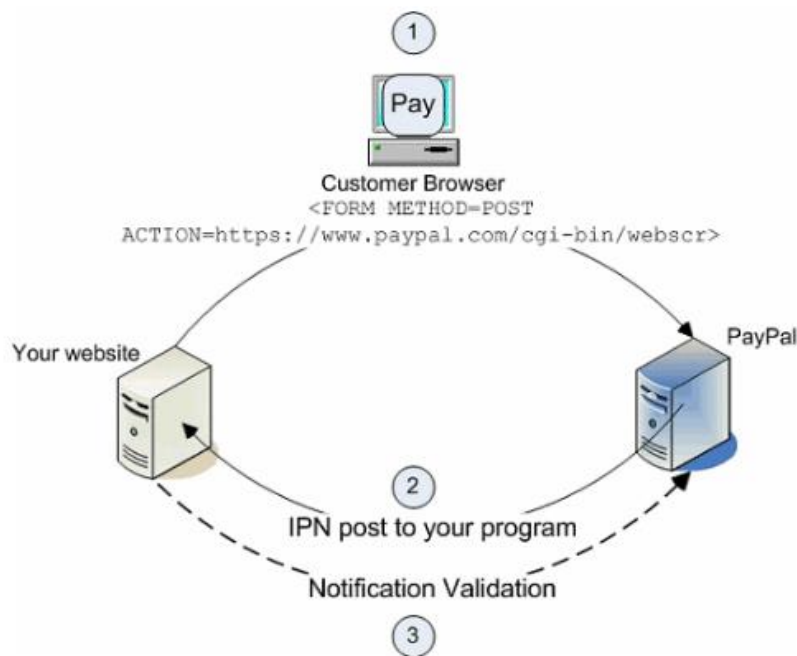 1
Pay
Customer Browser
<FORM METHOD=POST
ACTION=https://www.paypal.com/cgi-bin/webscr>
Your website
PayPal
2
IPN post to your program
Notification Validation
3